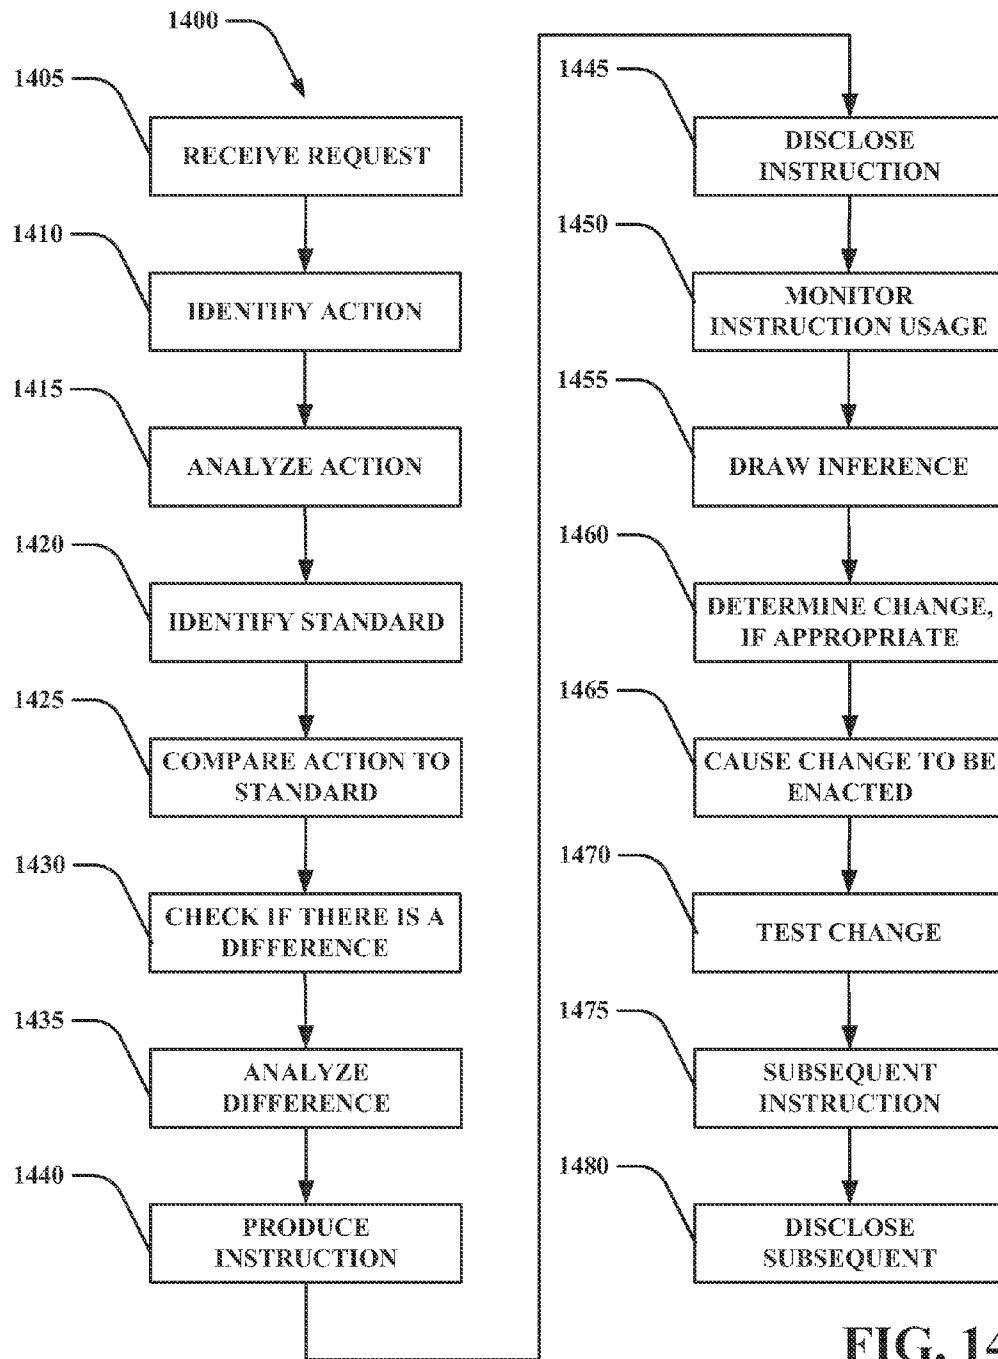 1400
1405
RECEIVE REQUEST
1410
IDENTIFY ACTION
1415
ANALYZE ACTION
1420
IDENTIFY STANDARD
1425
COMPARE ACTION TO
STANDARD
1430
CHECK IF THERE IS A
DIFFERENCE
1435
ANALYZE
DIFFERENCE
1440
PRODUCE
INSTRUCTION
1445
DISCLOSE
INSTRUCTION
1450
MONITOR
INSTRUCTION USAGE
1455
DRAW INFERENCE
1460
DETERMINE CHANGE,
IF APPROPRIATE
1465
CAUSE CHANGE TO BE
ENACTED
1470
TEST CHANGE
1475
SUBSEQUENT
INSTRUCTION
1480
DISCLOSE
SUBSEQUENT
FIG. 14